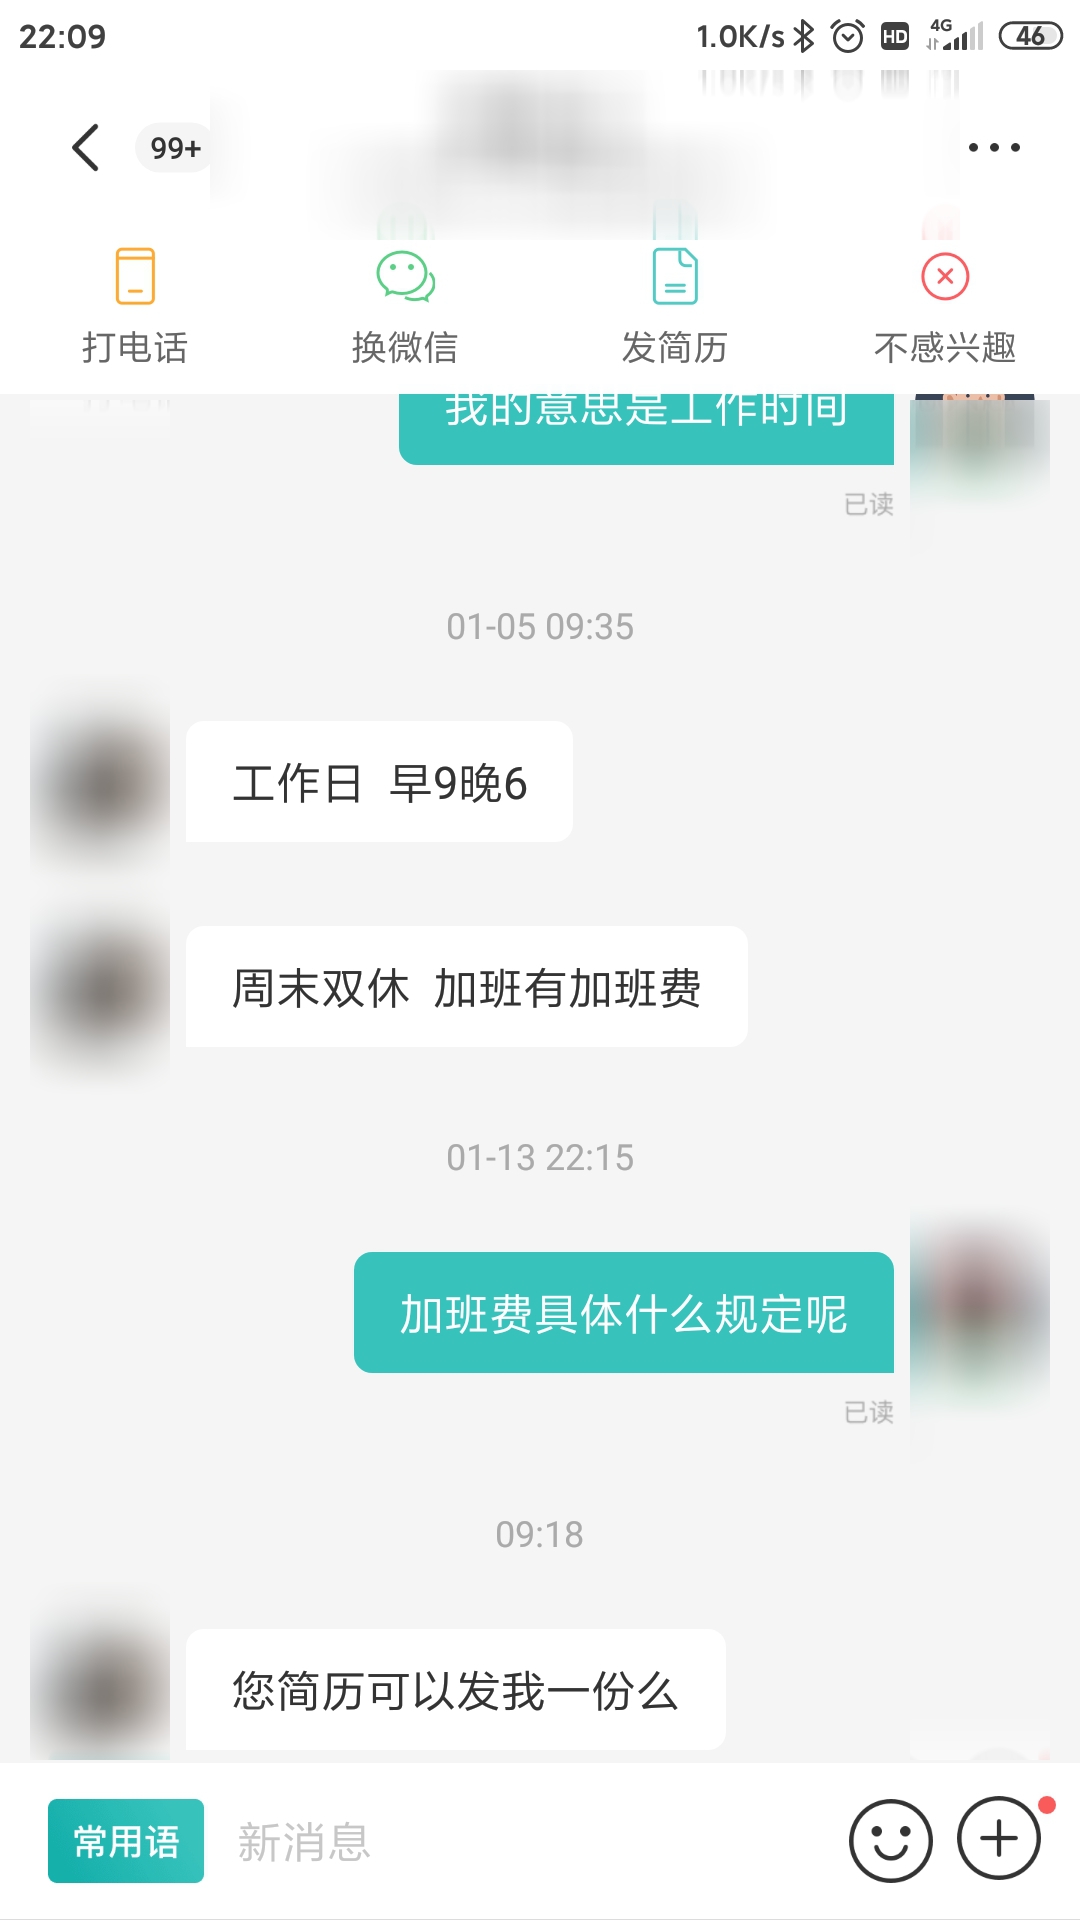 22:09
1.0K/s HD 4G 46
99+
打电话 换微信 发简历 不感兴趣
我的意思是工作时间
已读
01-05 09:35
工作日 早9晚6
周末双休 加班有加班费
01-13 22:15
加班费具体什么规定呢
已读
09:18
您简历可以发我一份么
常用语 新消息